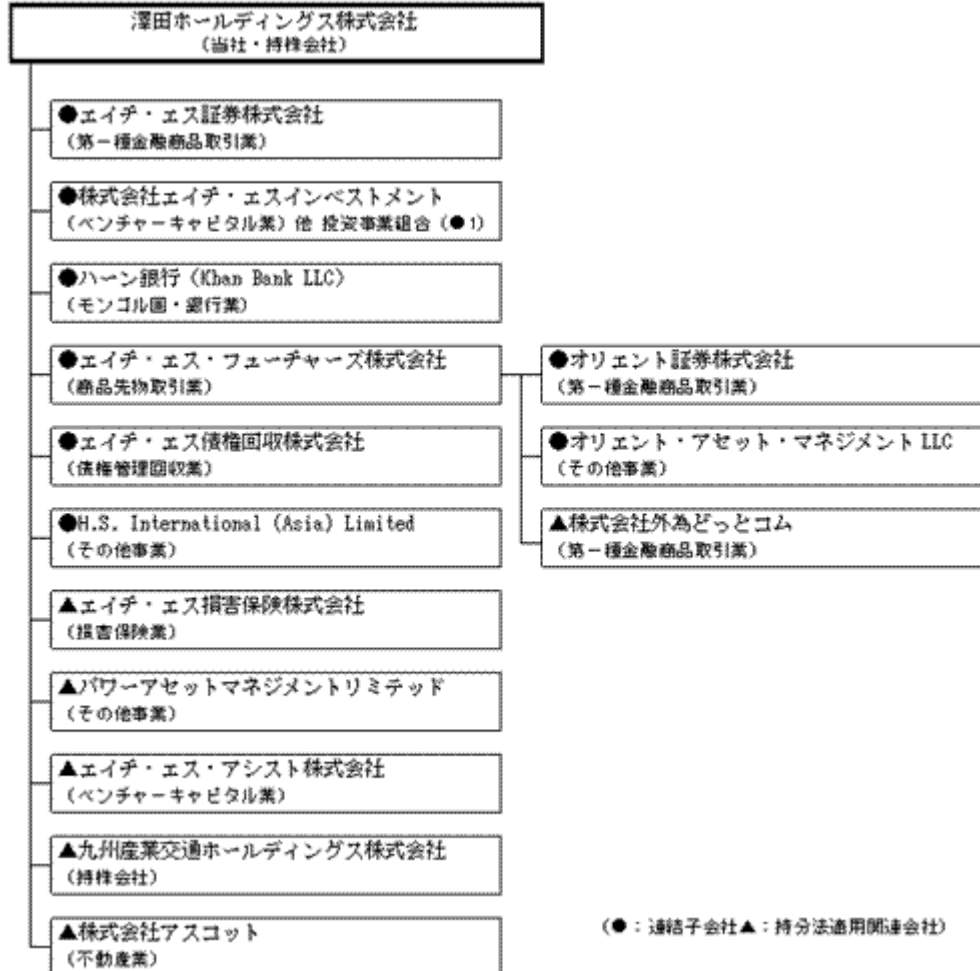 澤田ホールディングス株式会社
(当社・持株会社)
●エイチ・エス証券株式会社
(第一種金融商品取引業)
●株式会社エイチ・エスインベストメント
(ベンチャーキャピタル業)他 投資事業組合(●1)
●ハーン銀行(Khan Bank LLC)
(モンゴル国・銀行業)
●エイチ・エス・フューチャーズ株式会社
(商品先物取引業)
●オリエント証券株式会社
(第一種金融商品取引業)
●エイチ・エス債権回収株式会社
(債権管理回収業)
●オリエント・アセット・マネジメント LLC
(その他事業)
●H.S. International (Asia) Limited
(その他事業)
▲株式会社外為どっとコム
(第一種金融商品取引業)
▲エイチ・エス損害保険株式会社
(損害保険業)
▲パワーアセットマネジメントリミテッド
(その他事業)
▲エイチ・エス・アシスト株式会社
(ベンチャーキャピタル業)
▲九州産業交通ホールディングス株式会社
(持株会社)
▲株式会社アスコット
(不動産業)
(●:連結子会社▲:持分法適用関連会社)